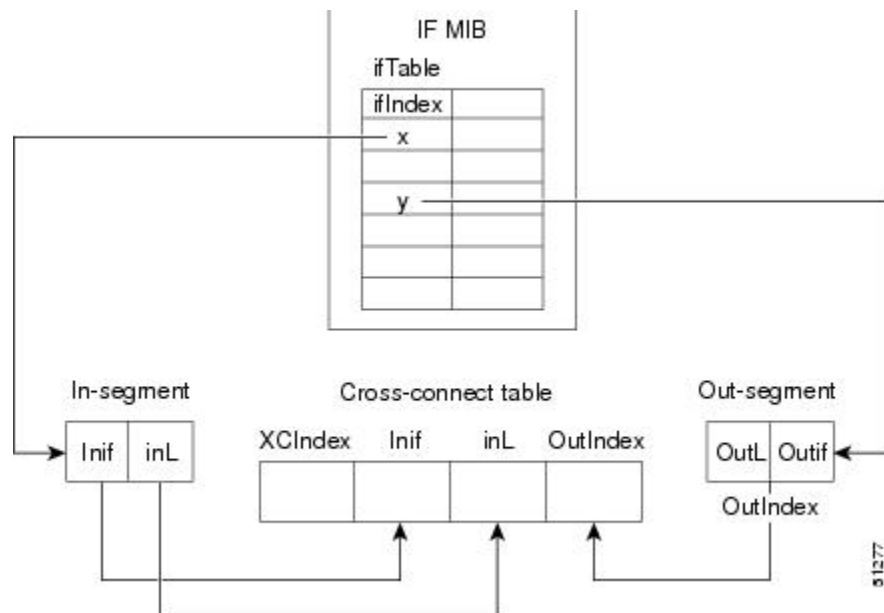 IF MIB
ifTable
ifIndex
x
y
In-segment
Cross-connect table
Out-segment
XCIndex Inif inL OutIndex
Inif inL
OutL Outif
OutIndex
81277